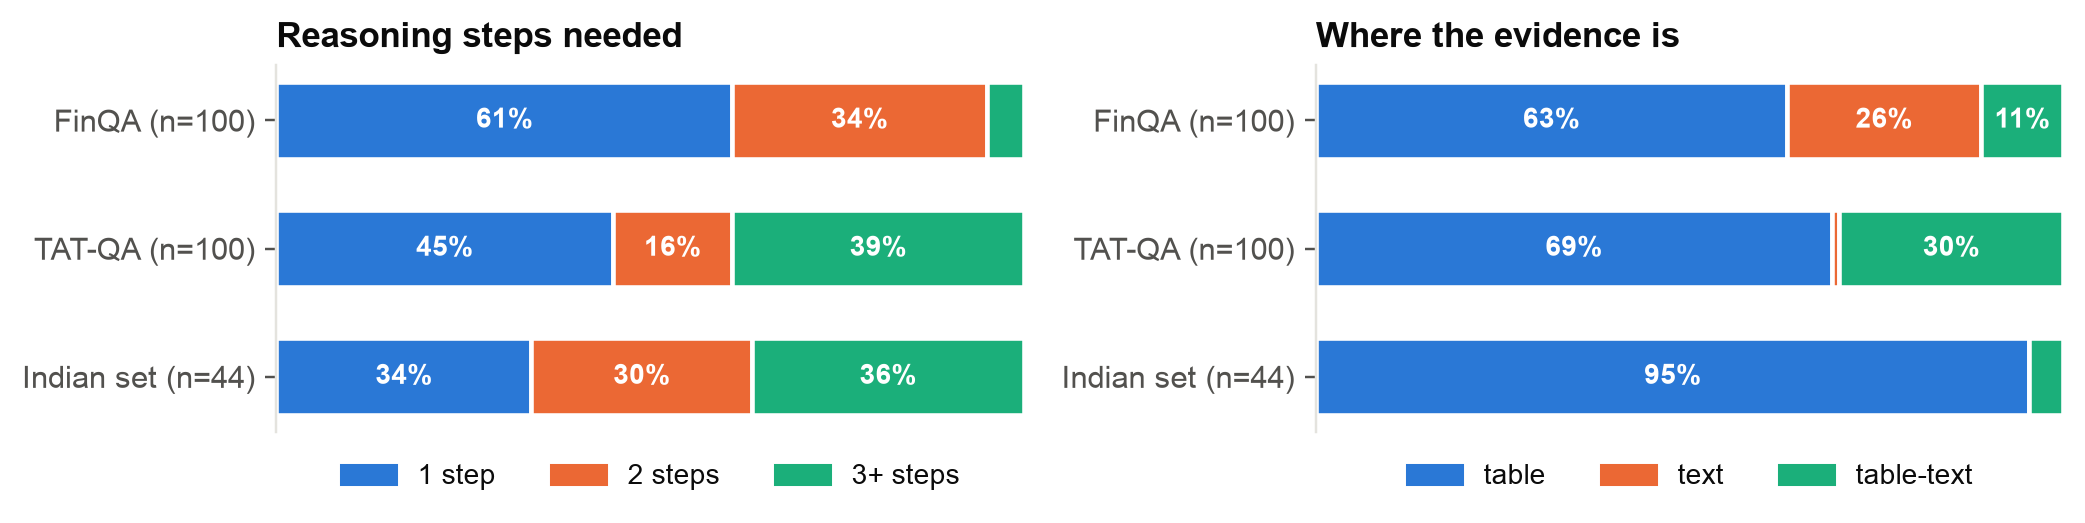 Reasoning steps needed
FinQA (n=100)
61%
34%
TAT-QA (n=100)
45%
16%
39%
Indian set (n=44)
34%
30%
36%
1 step
2 steps
3+ steps
Where the evidence is
FinQA (n=100)
63%
26%
11%
TAT-QA (n=100)
69%
30%
Indian set (n=44)
95%
table
text
table-text